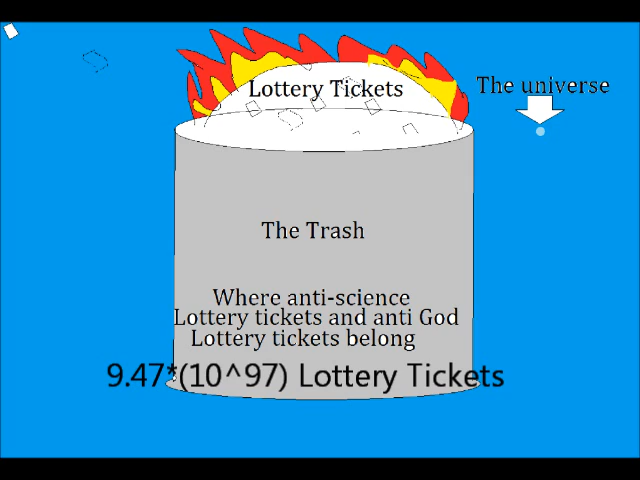 Lottery Tickets
The universe
The Trash
Where anti-science
Lottery tickets and anti God
Lottery tickets belong
9.47*(10^97) Lottery Tickets